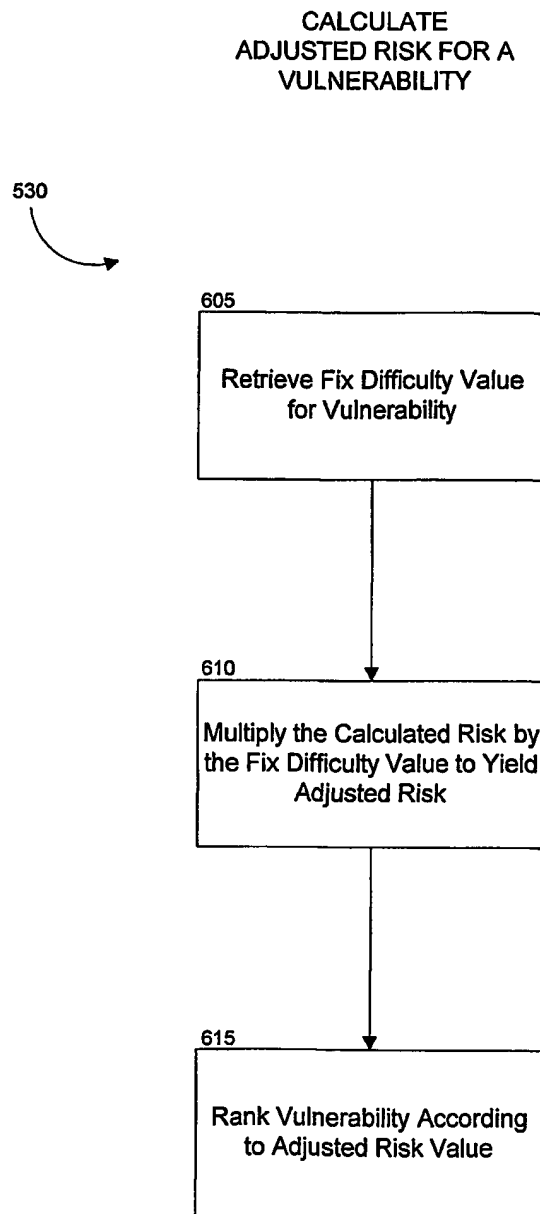 CALCULATE
ADJUSTED RISK FOR A
VULNERABILITY
530
605
Retrieve Fix Difficulty Value
for Vulnerability
610
Multiply the Calculated Risk by
the Fix Difficulty Value to Yield
Adjusted Risk
615
Rank Vulnerability According
to Adjusted Risk Value